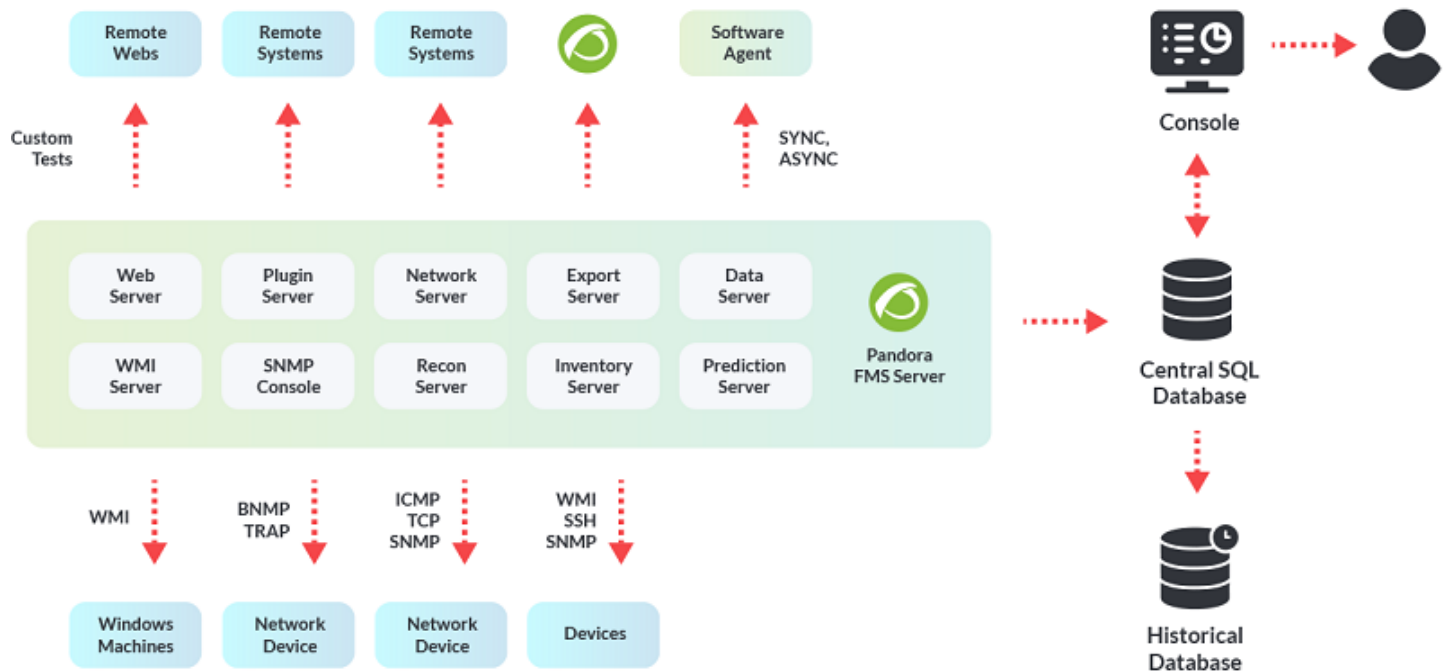 Remote
Webs
Remote
Systems
Remote
Systems
Software
Agent
Custom
Tests
SYNC,
ASYNC
Console
Web
Server
Plugin
Server
Network
Server
Export
Server
Data
Server
WMI
Server
SNMP
Console
Recon
Server
Inventory
Server
Prediction
Server
Pandora
FMS Server
Central SQL
Database
WMI
BNMP
TRAP
ICMP
TCP
SNMP
WMI
SSH
SNMP
Windows
Machines
Network
Device
Network
Device
Devices
Historical
Database